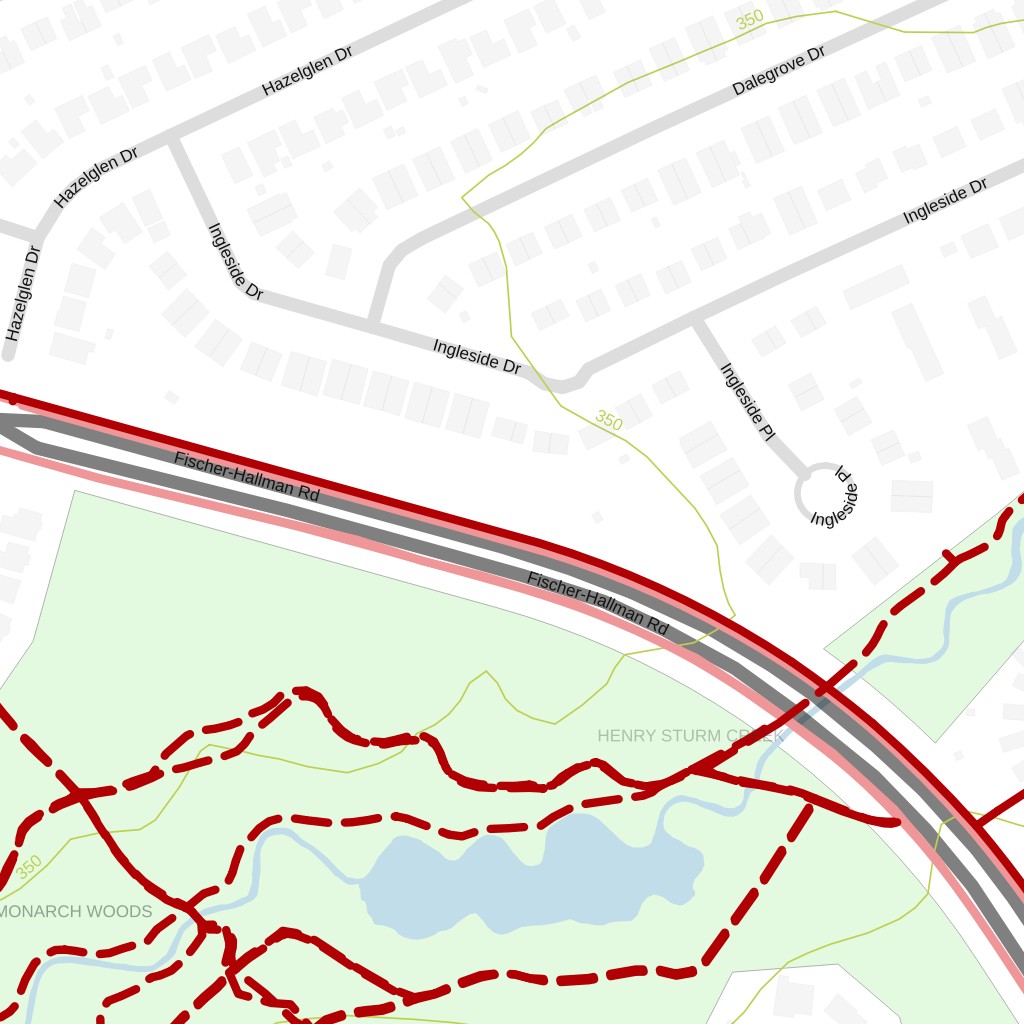 350
Hazelglen Dr
Dalegrove Dr
Hazelglen Dr
Ingleside Dr
Ingleside Dr
Hazelglen Dr
Ingleside Dr
Ingleside Pl
350
Ingleside Pl
Fischer-Hallman Rd
Fischer-Hallman Rd
HENRY STURM CREEK
350
MONARCH WOODS